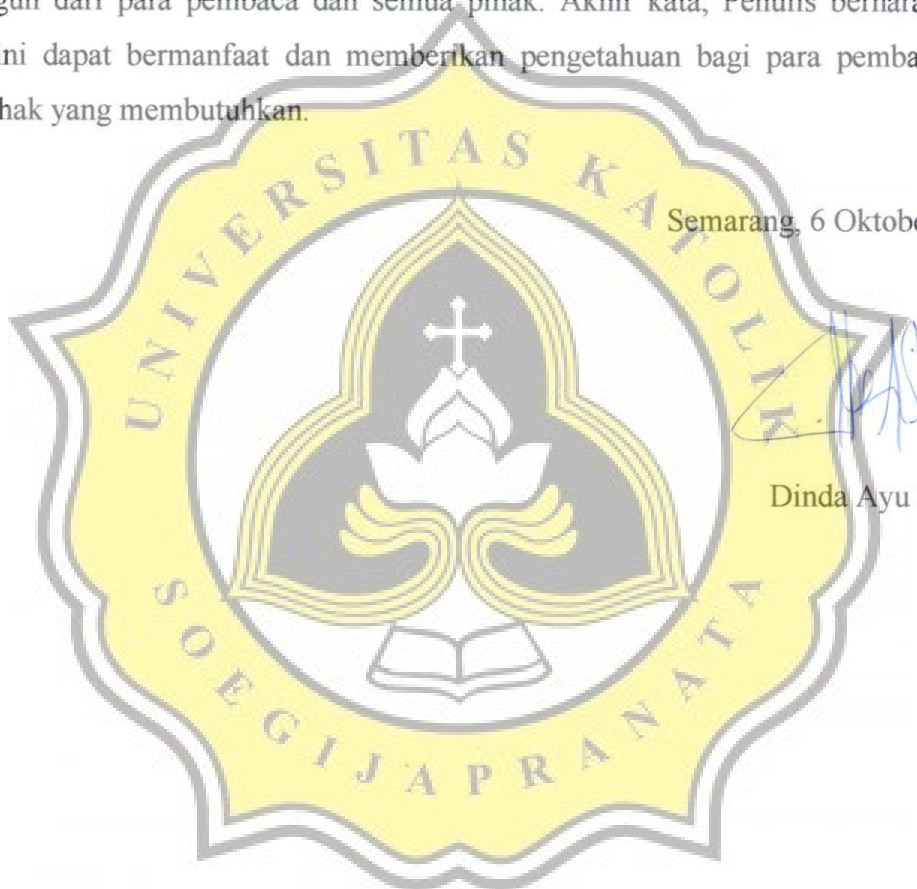 gun dari para pembaca dan semua pihak. Akhir kata, Penulis berhara
ini dapat bermanfaat dan memberikan pengetahuan bagi para pemba
hak yang membutuhkan.
Semarang, 6 Oktobe
Dinda Ayu
UNIVERSITAS KATOLIK
SOEGIJAPRANATA